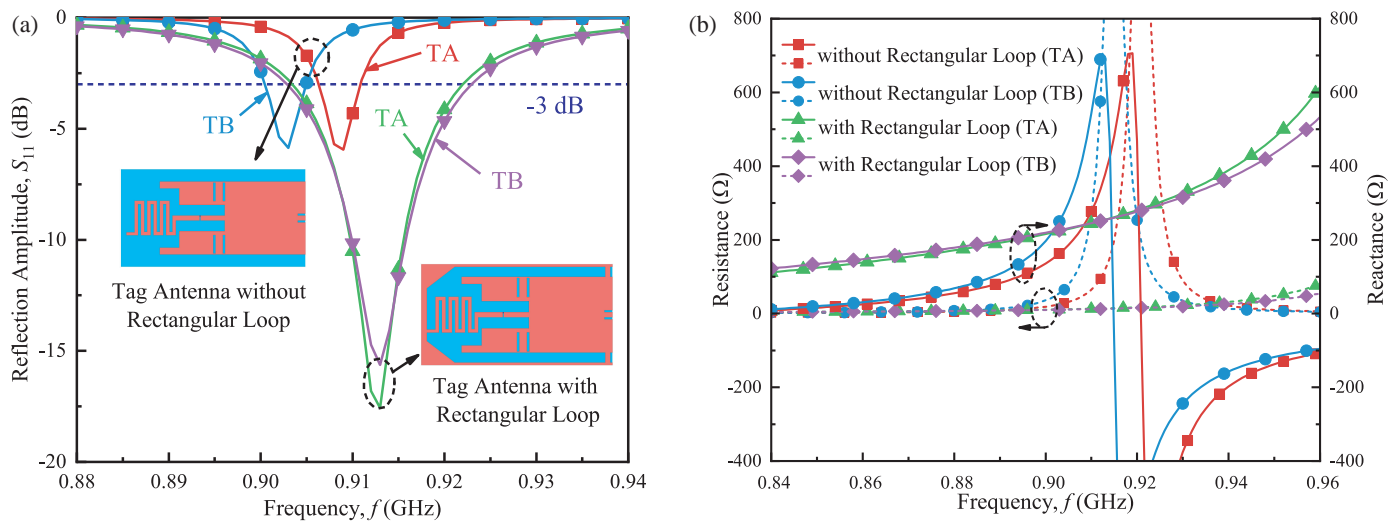 (a)
Reflection Amplitude, S11 (dB)
0
-5
-10
-15
-20
0.88 0.89 0.90 0.91 0.92 0.93 0.94
Frequency, f (GHz)
TA
TB
-3 dB
TA
TB
Tag Antenna without
Rectangular Loop
Tag Antenna with
Rectangular Loop
(b)
Resistance (Ω)
800
600
400
200
0
-200
-400
without Rectangular Loop (TA)
without Rectangular Loop (TB)
with Rectangular Loop (TA)
with Rectangular Loop (TB)
800
600
400
200
0
-200
-400
Reactance (Ω)
0.84 0.86 0.88 0.90 0.92 0.94 0.96
Frequency, f (GHz)